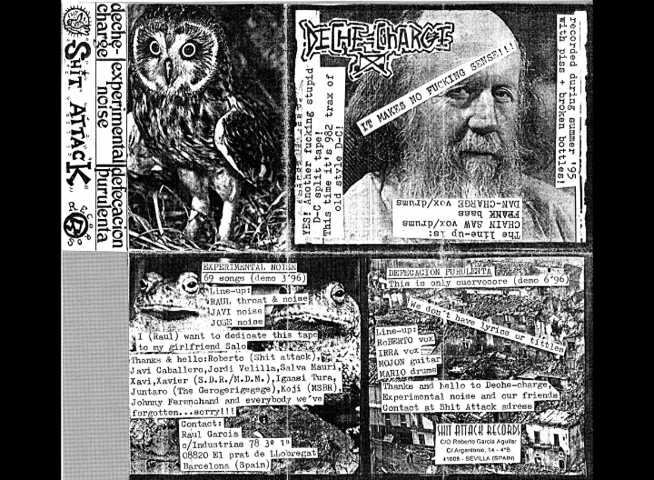 deche-charge
experimental noise
defecacion purulenta
SHIT ATTACK
DECHE-CHARGE
IT MAKES NO FUCKING SENSE!!!
recorded during summer '95
with piss + broken bottles!
YES! Another fucking stupid
D-C split tape!
This time it's 982 trax of
old style D-C!
The line-up is:
CHAIN SAW vox/drums
FRANK bass
DAN-CHARGE vox/drums
EXPERIMENTAL NOISE
69 songs (demo 3'96)
Line-up:
RAUL throat & noise
JAVI noise
JOSE noise
I (Raul) want to dedicate this tape
to my girlfriend Salo
Thanks & hello:Roberto (Shit attack),
Javi Caballero,Jordi Velilla,Salva Mauri,
Xavi,Xavier (S.D.R./M.D.M.), Ignasi Tura,
Juntaro (The Gerogerigegege),Koji (MSBR)
Johnny Ferenchand and everybody we've
forgotten...sorry!!!
Contact:
Raul Garcia
c/Industrias 78 3º 1ª
08820 El prat de LLobregat
Barcelona (Spain)
DEFECACION PURULENTA
This is only cuervocore (demo 6'96)
We don't have lyrics or tittles
Line-up:
RoBERTO vox
IRRA vox
MOJON guitar
MARIO drums
Thanks and hello to Deche-charge,
Experimental noise and our friends
Contact at Shit Attack adress
SHIT ATTACK RECORDS
C/O Roberto García Aguilar
C/ Argantonio, 14 - 4ºB
41005 - SEVILLA (SPAIN)